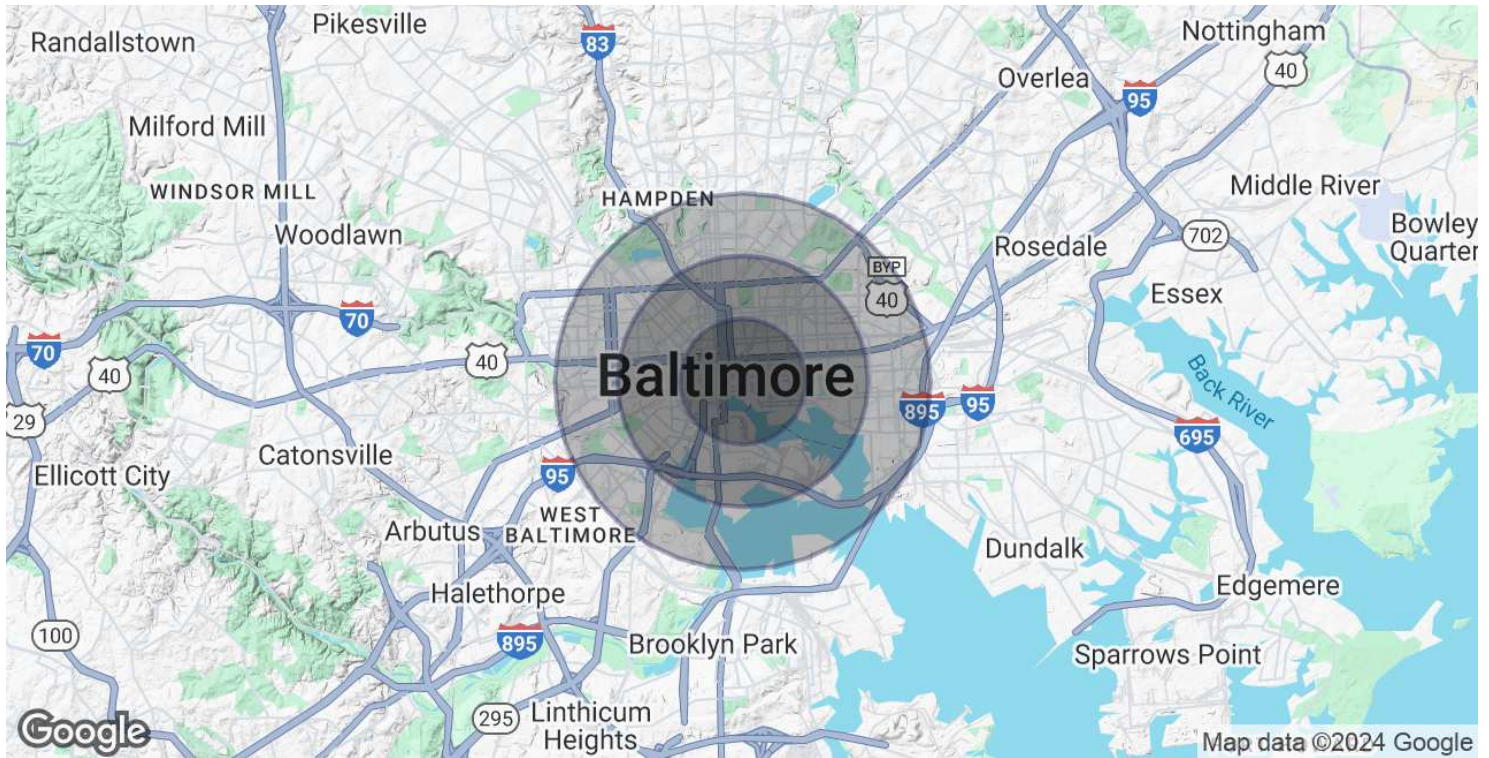 Pikesville
Randallstown
83
Nottingham
40
Overlea
95
Milford Mill
WINDSOR MILL
HAMPDEN
Middle River
Woodlawn
702
Bowley
Quarter
Rosedale
BYP
40
Essex
70
70
40
40
Baltimore
Back River
29
895
95
695
Catonsville
Ellicott City
95
WEST
BALTIMORE
Arbutus
Dundalk
Halethorpe
Edgemere
100
895
Brooklyn Park
Sparrows Point
295
Linthicum
Heights
Google
Map data ©2024 Google